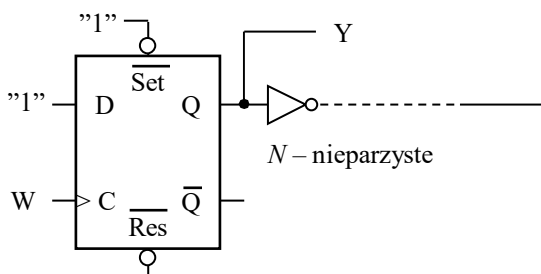 ”1”
Y
Set
”1”
D
Q
N – nieparzyste
W
C
Q
Res